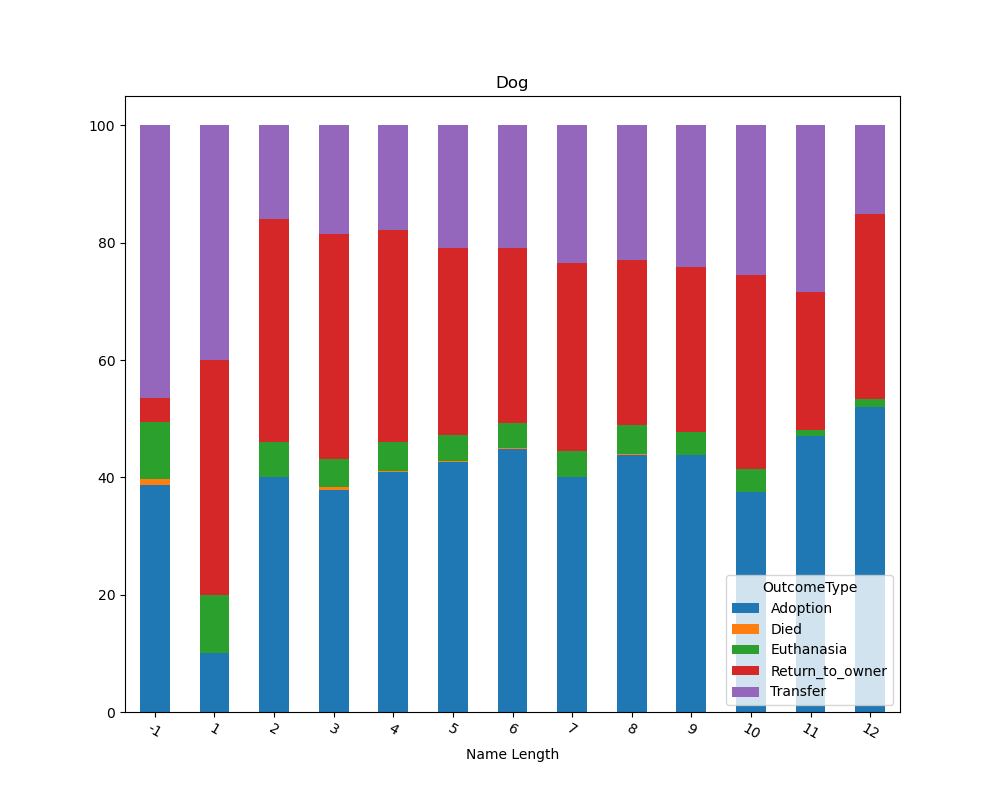 Dog
100
80
60
40
20
0
OutcomeType
Adoption
Died
Euthanasia
Return_to_owner
Transfer
-1 1 2 3 4 5 6 7 8 9 10 11 12
Name Length